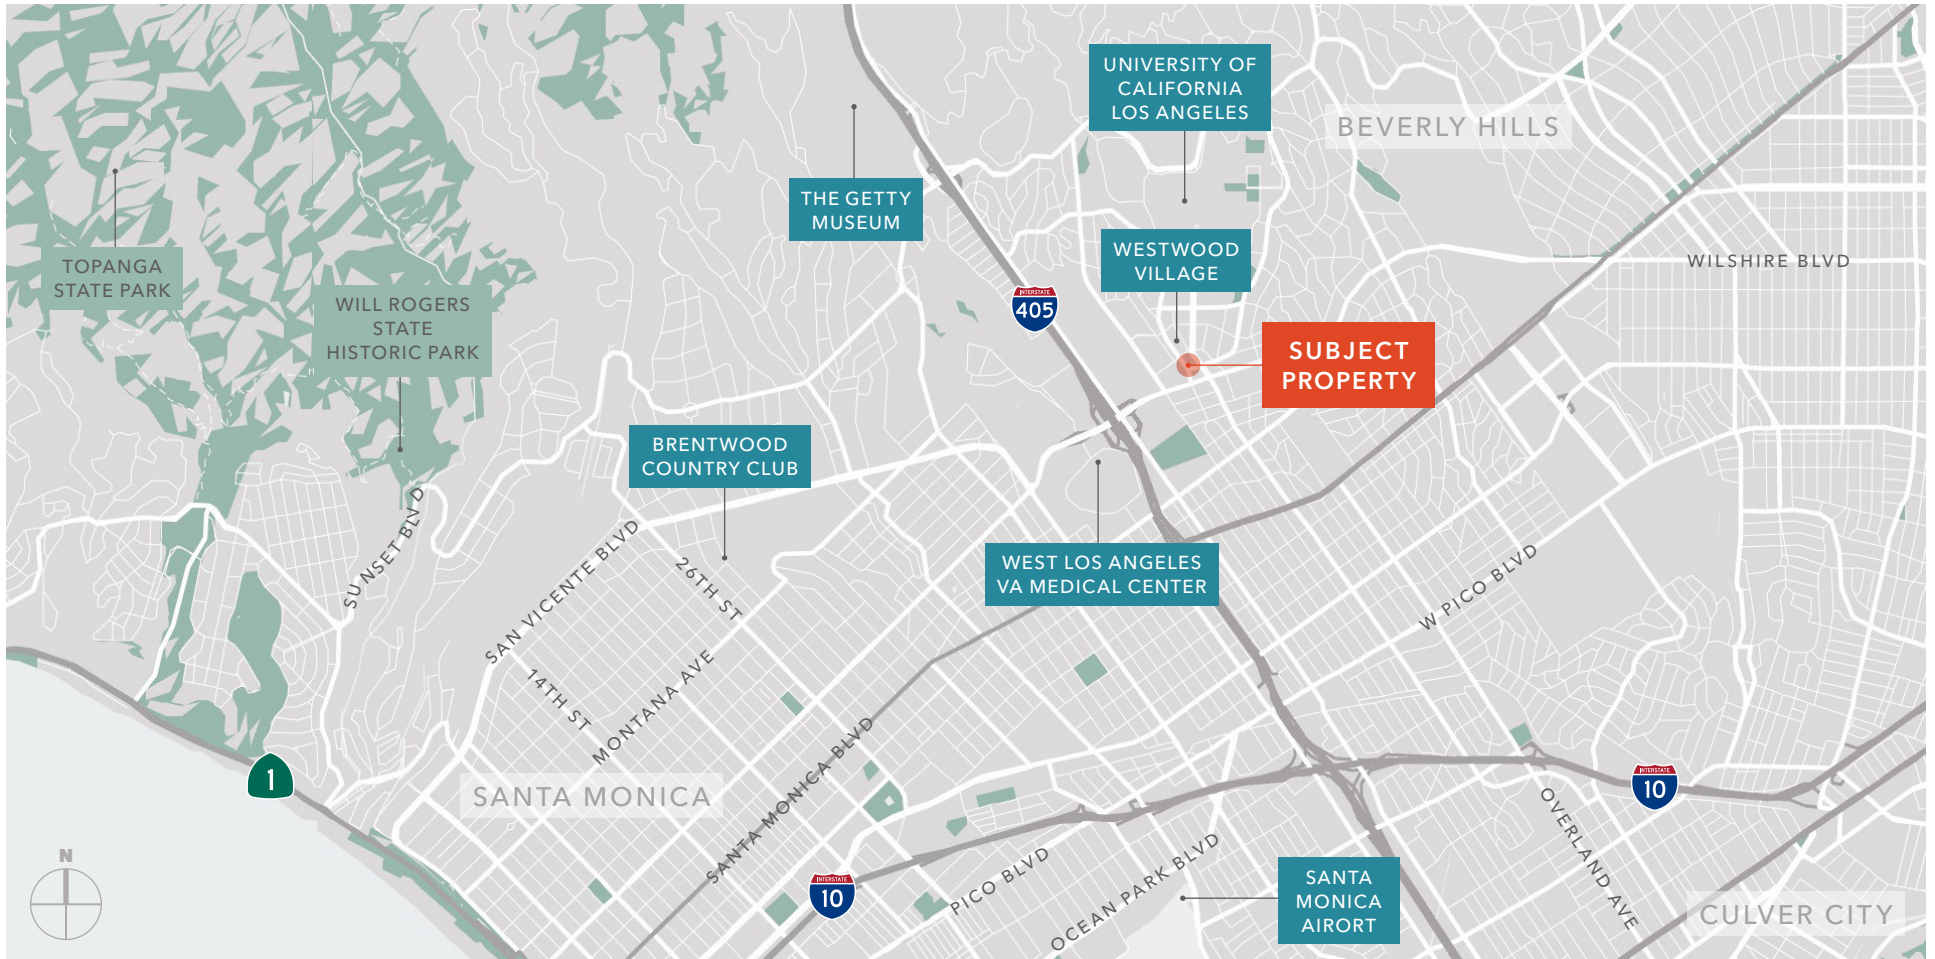 UNIVERSITY OF
CALIFORNIA
LOS ANGELES
BEVERLY HILLS
THE GETTY
MUSEUM
WESTWOOD
VILLAGE
TOPANGA
STATE PARK
WILSHIRE BLVD
WILL ROGERS
STATE
HISTORIC PARK
INTERSTATE
405
SUBJECT
PROPERTY
BRENTWOOD
COUNTRY CLUB
SUNSET BLVD
SAN VICENTE BLVD
26TH ST
WEST LOS ANGELES
VA MEDICAL CENTER
W PICO BLVD
14TH ST
MONTANA AVE
1
SANTA MONICA
SANTA MONICA BLVD
INTERSTATE
10
OVERLAND AVE
N
INTERSTATE
10
PICO BLVD
OCEAN PARK BLVD
SANTA
MONICA
AIRORT
CULVER CITY